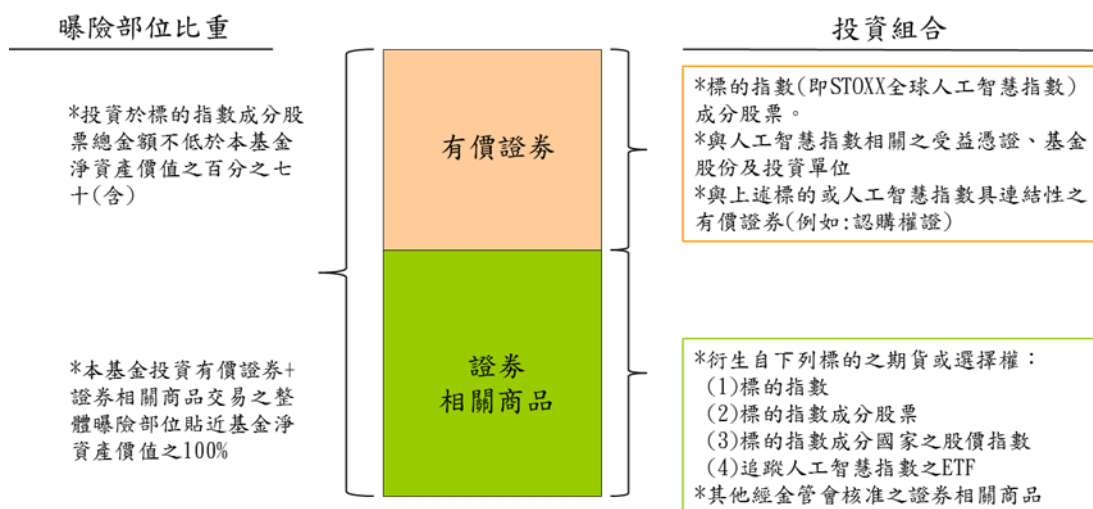 曝險部位比重
*投資於標的指數成分股
票總金額不低於本基金
淨資產價值之百分之七
十(含)
*本基金投資有價證券+
證券相關商品交易之整
體曝險部位貼近基金淨
資產價值之100%
有價證券
證券
相關商品
投資組合
*標的指數(即STOXX全球人工智慧指數)
成分股票。
*與人工智慧指數相關之受益憑證、基金
股份及投資單位
*與上述標的或人工智慧指數具連結性之
有價證券(例如:認購權證)
*衍生自下列標的之期貨或選擇權：
(1)標的指數
(2)標的指數成分股票
(3)標的指數成分國家之股價指數
(4)追蹤人工智慧指數之ETF
*其他經金管會核准之證券相關商品